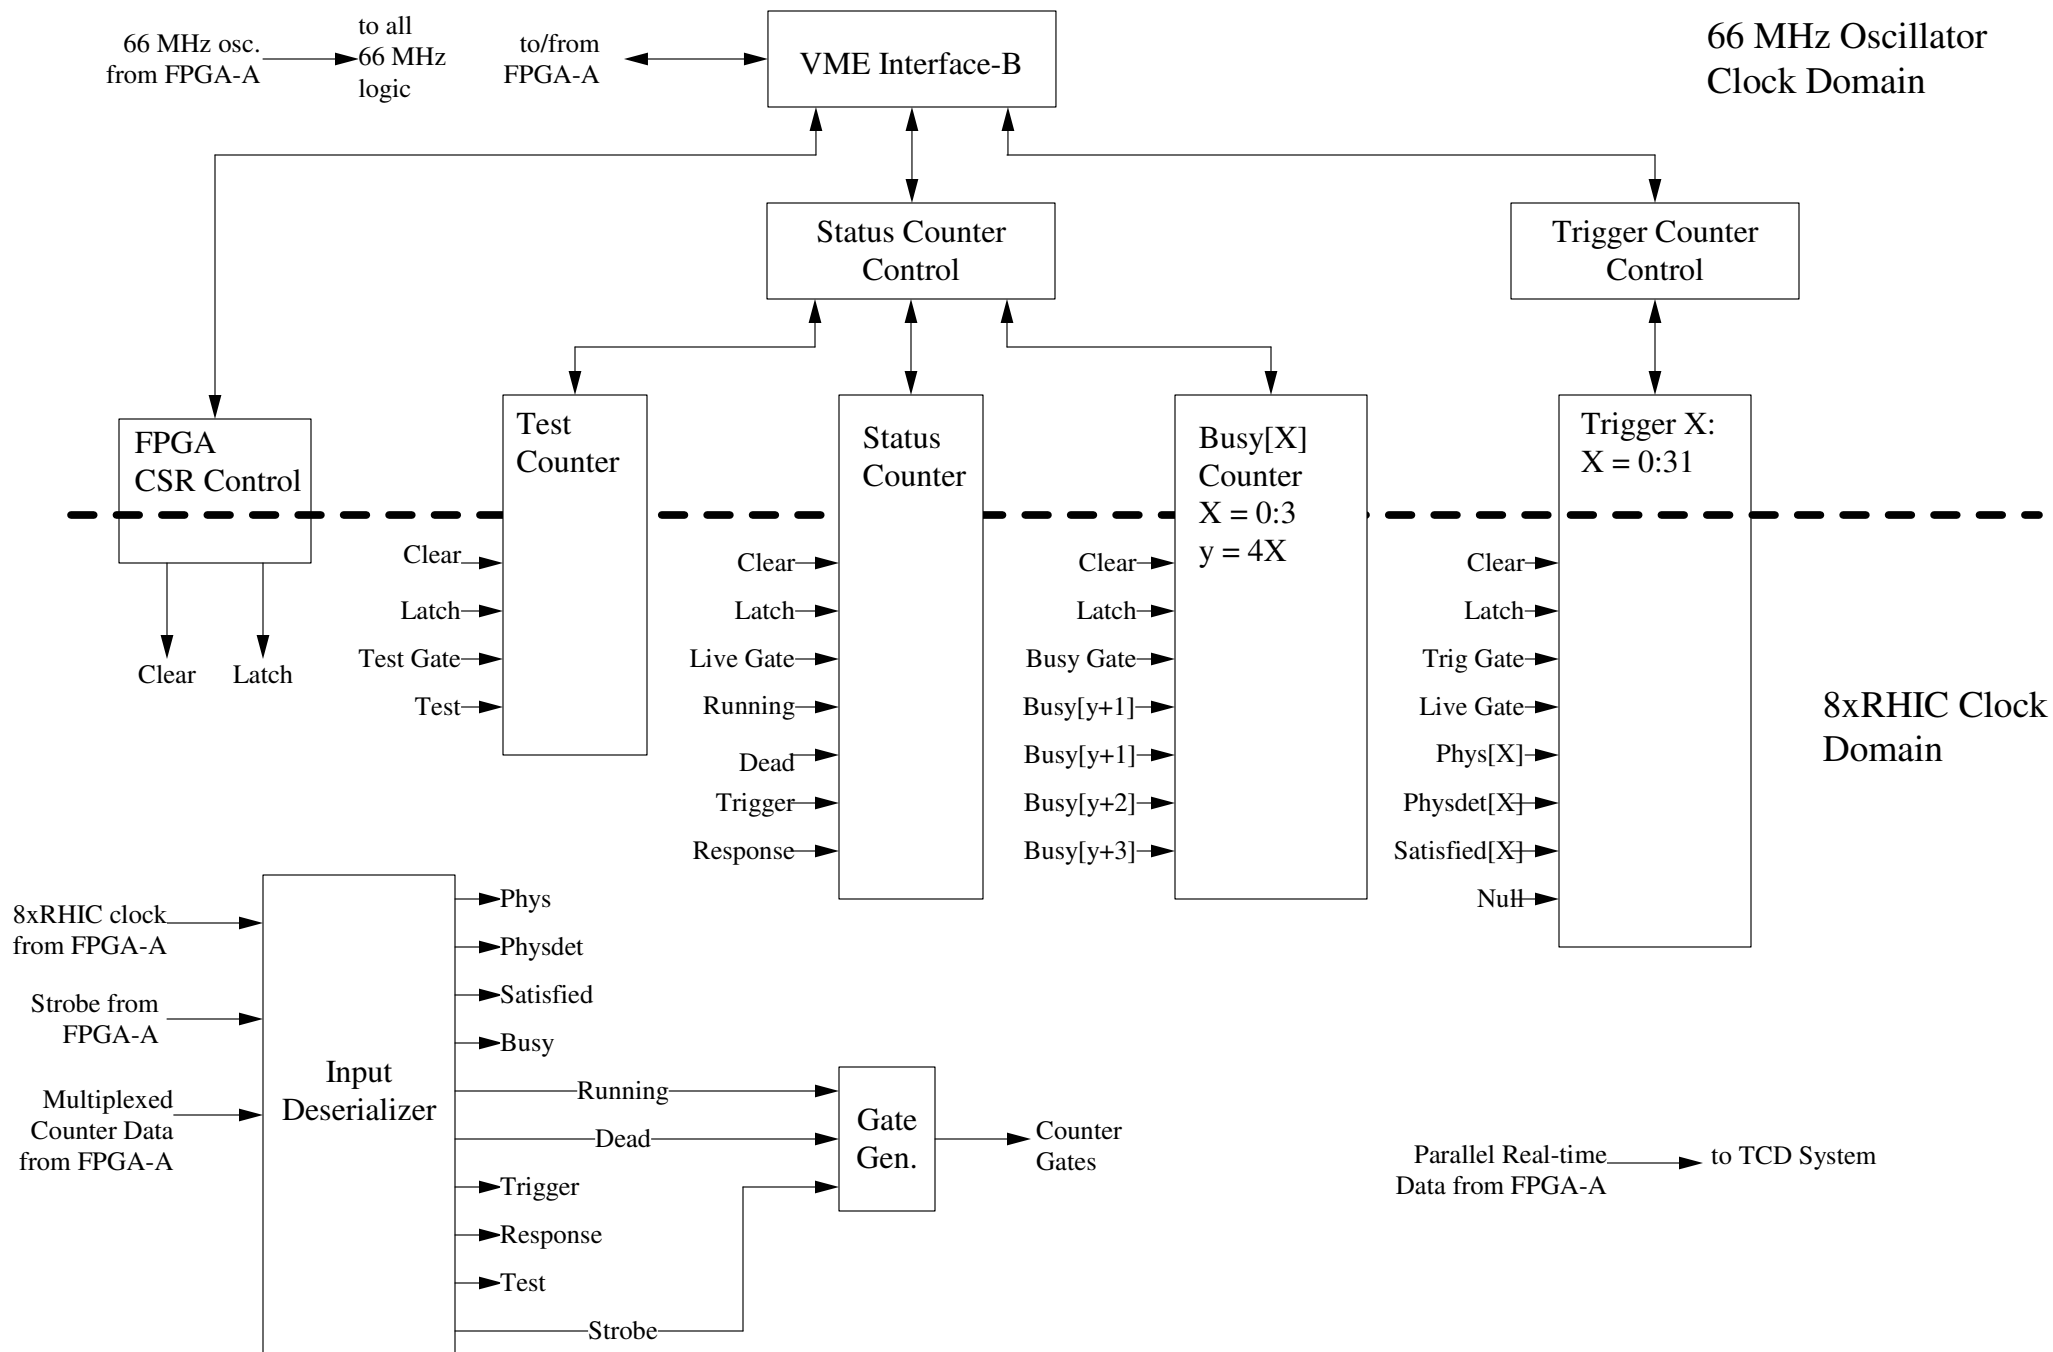 66 MHz osc.
from FPGA-A
to all
66 MHz
logic
to/from
FPGA-A
VME Interface-B
66 MHz Oscillator
Clock Domain
Status Counter
Control
Trigger Counter
Control
FPGA
CSR Control
Test
Counter
Status
Counter
Busy[X]
Counter
X = 0:3
y = 4X
Trigger X:
X = 0:31
Clear
Latch
Clear
Latch
Test Gate
Test
Clear
Latch
Live Gate
Running
Dead
Trigger
Response
Clear
Latch
Busy Gate
Busy[y+1]
Busy[y+1]
Busy[y+2]
Busy[y+3]
Clear
Latch
Trig Gate
Live Gate
Phys[X]
Physdet[X]
Satisfied[X]
Null
8xRHIC Clock
Domain
8xRHIC clock
from FPGA-A
Strobe from
FPGA-A
Multiplexed
Counter Data
from FPGA-A
Input
Deserializer
Phys
Physdet
Satisfied
Busy
Running
Dead
Trigger
Response
Test
Strobe
Gate
Gen.
Counter
Gates
Parallel Real-time
Data from FPGA-A
to TCD System